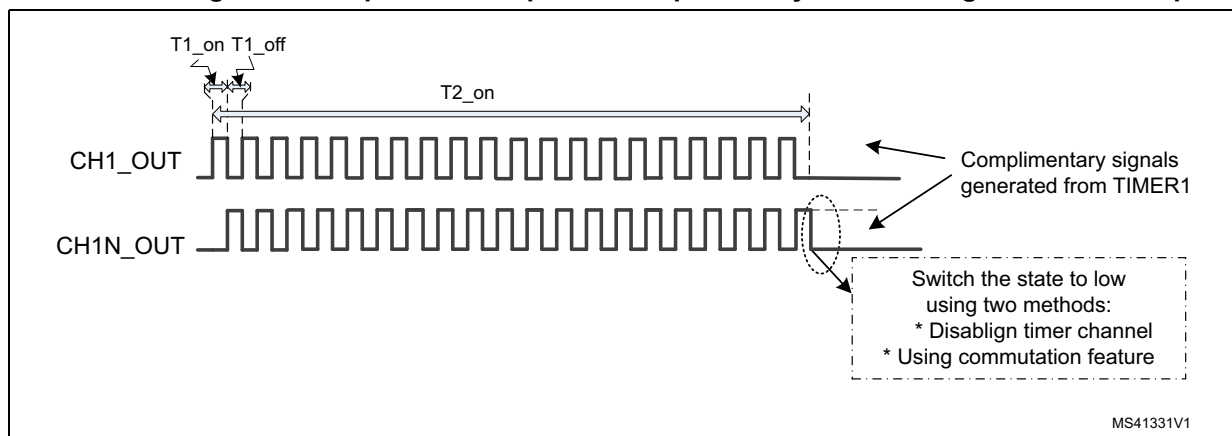 T1_on T1_off
T2_on
CH1_OUT
Complimentary signals
generated from TIMER1
CH1N_OUT
Switch the state to low
using two methods:
* Disablign timer channel
* Using commutation feature
MS41331V1